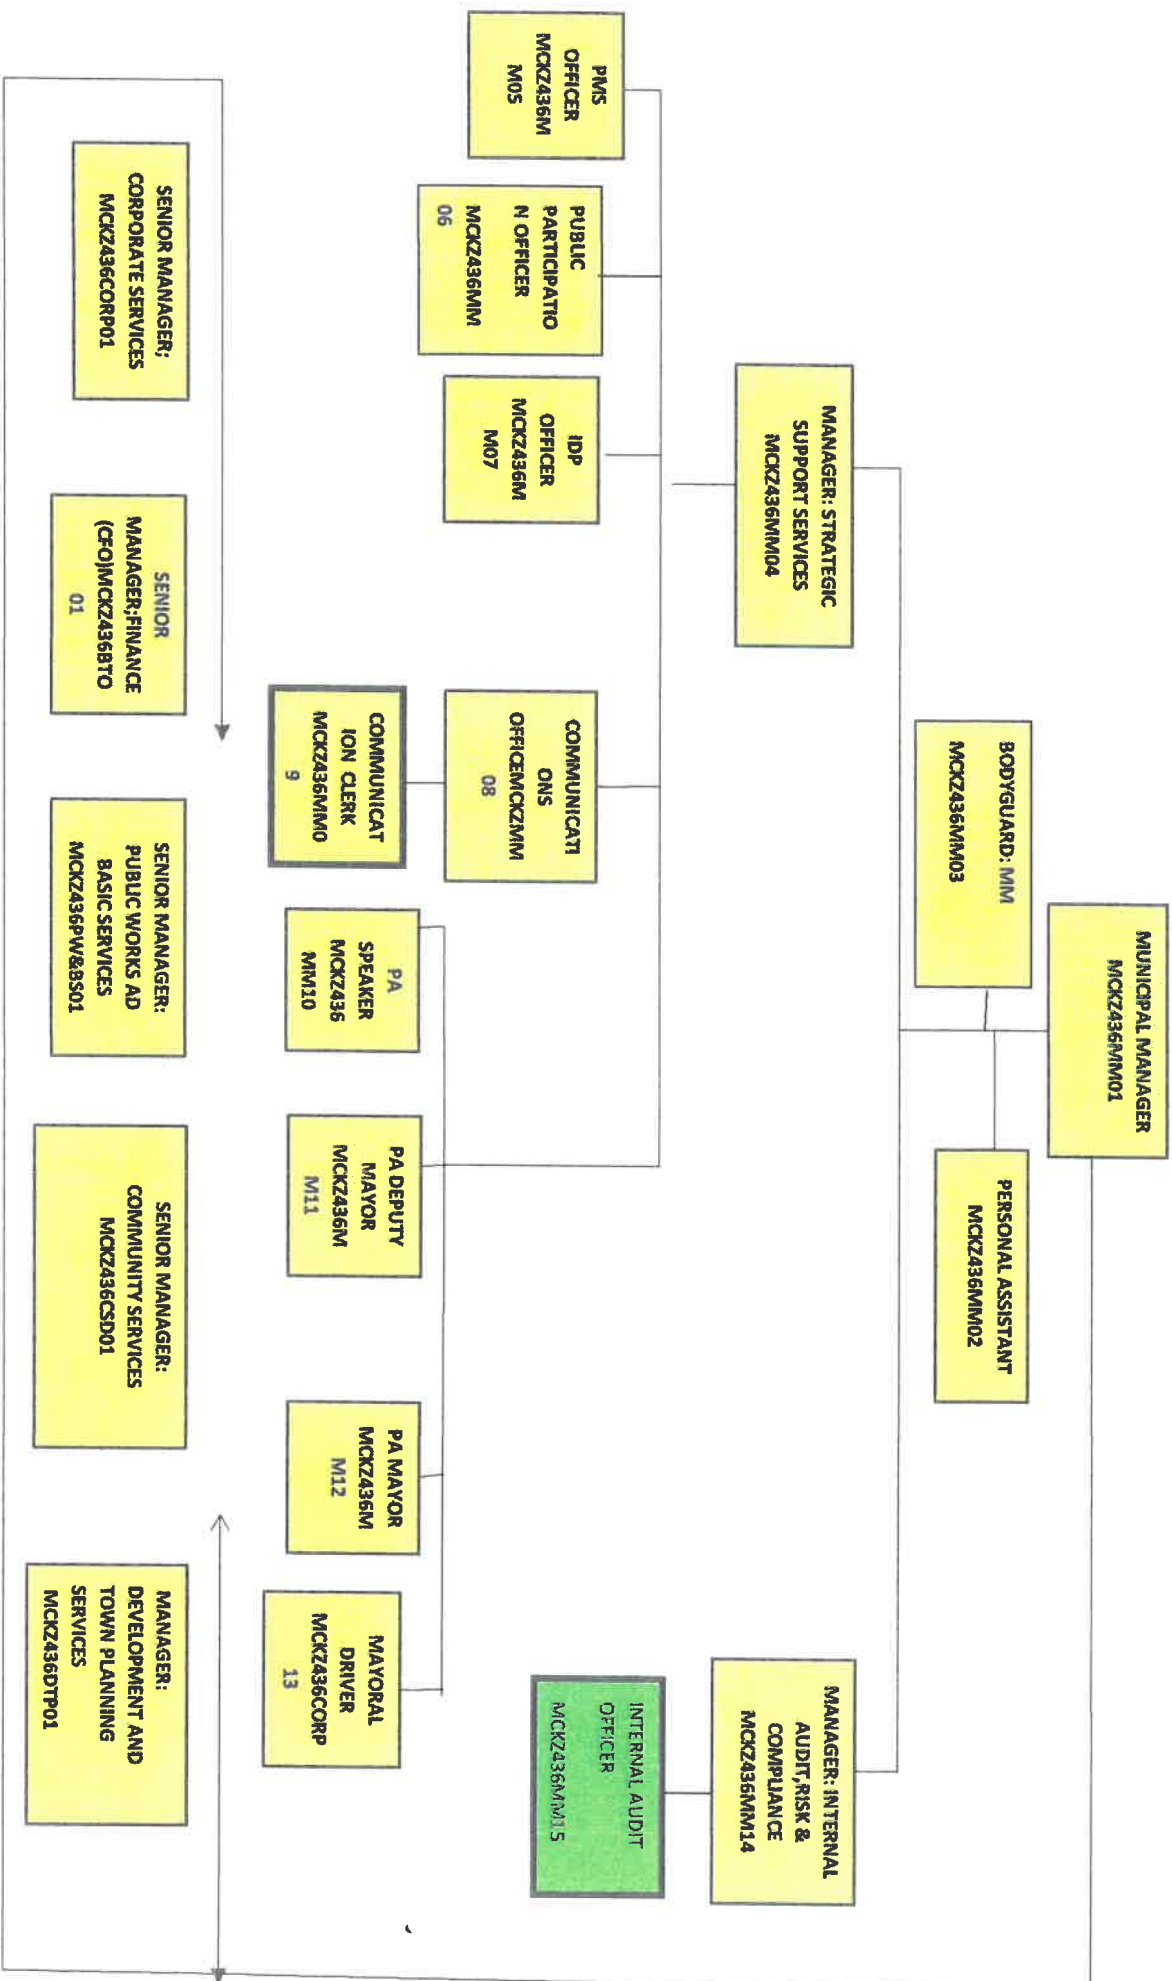 MUNICIPAL MANAGER
MCKZ436MM01
BODYGUARD: MM
MCKZ436MM03
PERSONAL ASSISTANT
MCKZ436MM02
MANAGER: STRATEGIC
SUPPORT SERVICES
MCKZ436MM04
MANAGER: INTERNAL
AUDIT,RISK &
COMPLIANCE
MCKZ436MM14
PMS
OFFICER
MCKZ436M
M05
PUBLIC
PARTICIPATIO
N OFFICER
MCKZ436MM
06
IDP
OFFICER
MCKZ436M
M07
COMMUNICATI
ONS
OFFICEMCKZMM
08
INTERNAL AUDIT
OFFICER
MCKZ436MM15
COMMUNICAT
ION CLERK
MCKZ436MM0
9
PA
SPEAKER
MCKZ436
MM10
PA DEPUTY
MAYOR
MCKZ436M
M11
PA MAYOR
MCKZ436M
M12
MAYORAL
DRIVER
MCKZ436CORP
13
SENIOR MANAGER;
CORPORATE SERVICES
MCKZ436CORP01
SENIOR
MANAGER;FINANCE
(CFO)MCKZ436BTO
01
SENIOR MANAGER:
PUBLIC WORKS AD
BASIC SERVICES
MCKZ436PW&BS01
SENIOR MANAGER:
COMMUNITY SERVICES
MCKZ436CSD01
MANAGER:
DEVELOPMENT AND
TOWN PLANNING
SERVICES
MCKZ436DTP01